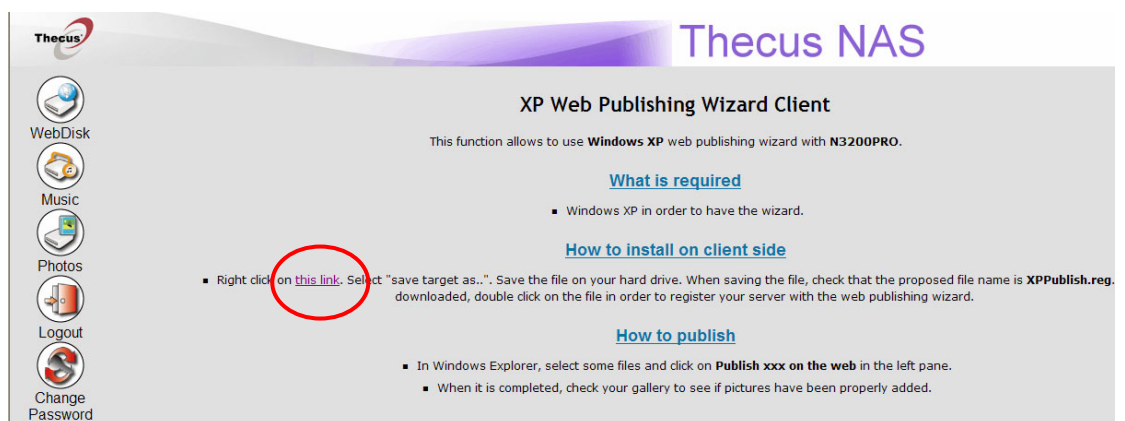 Thecus
Thecus NAS
WebDisk
Music
Photos
Logout
Change
Password
XP Web Publishing Wizard Client
This function allows to use Windows XP web publishing wizard with N3200PRO.
What is required
▪ Windows XP in order to have the wizard.
How to install on client side
▪ Right click on this link. Select "save target as..". Save the file on your hard drive. When saving the file, check that the proposed file name is XPPublish.reg.
downloaded, double click on the file in order to register your server with the web publishing wizard.
How to publish
▪ In Windows Explorer, select some files and click on Publish xxx on the web in the left pane.
▪ When it is completed, check your gallery to see if pictures have been properly added.